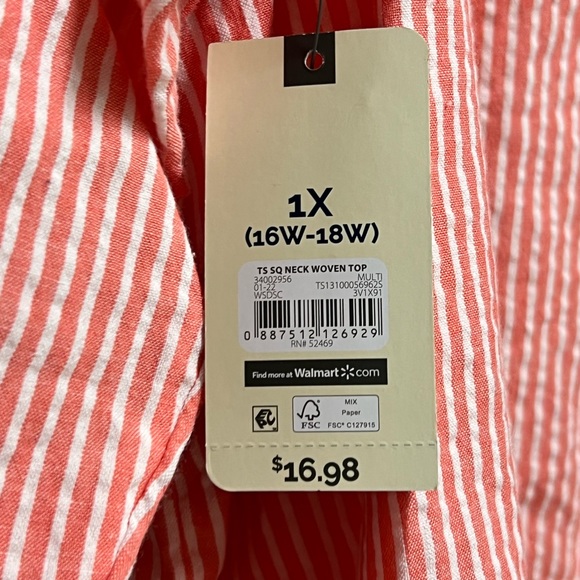 1X
(16W-18W)
TS SQ NECK WOVEN TOP
34002956 MULTI
01-22 TS13100056962S
WSDSC 3V1X91
0 887512 126929
RN# 52469
Find more at Walmart.com
MIX
Paper
FSC FSC® C127915
$16.98